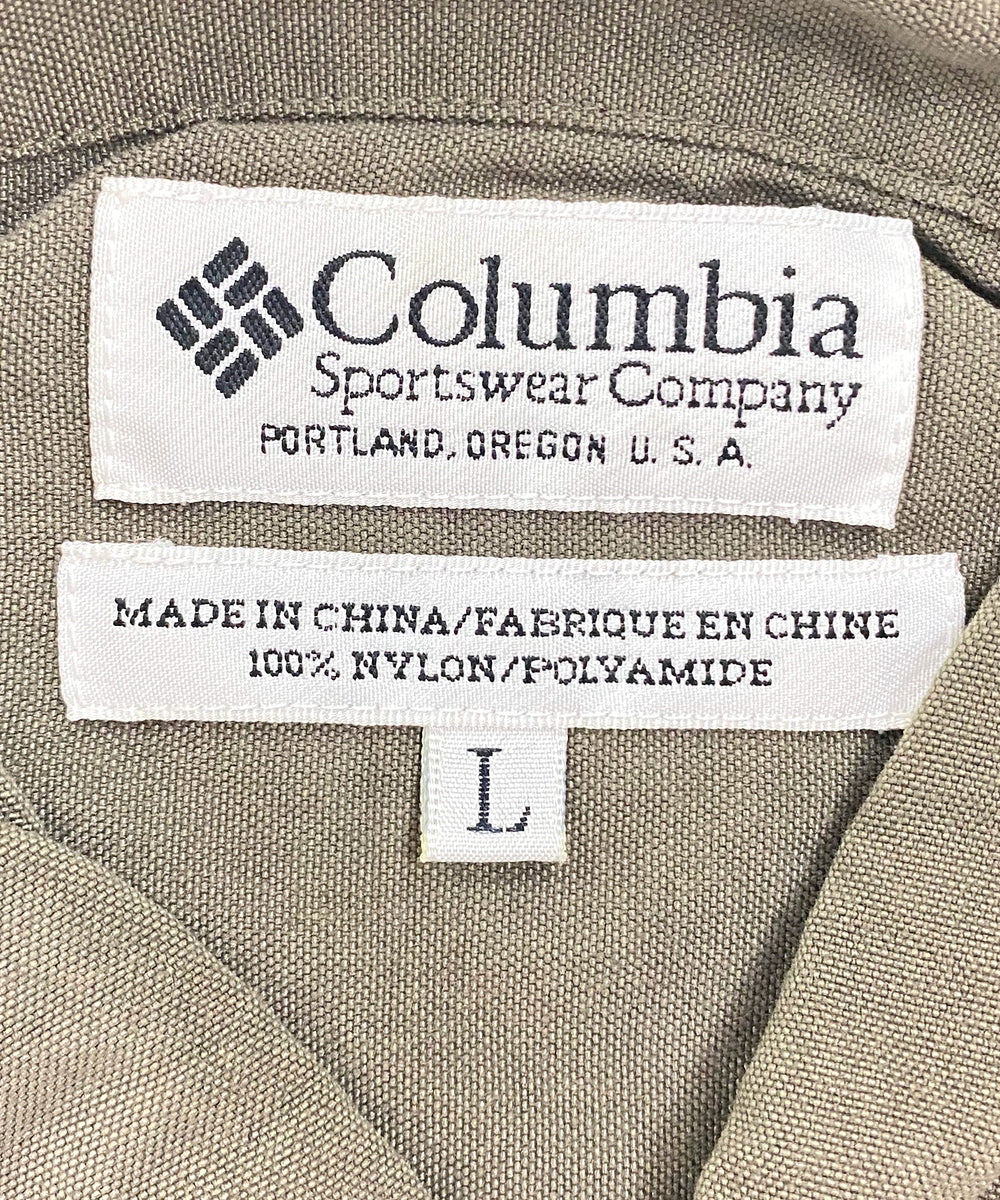 Columbia
Sportswear Company
PORTLAND, OREGON U. S. A.
MADE IN CHINA/FABRIQUE EN CHINE
100% NYLON/POLYAMIDE
L